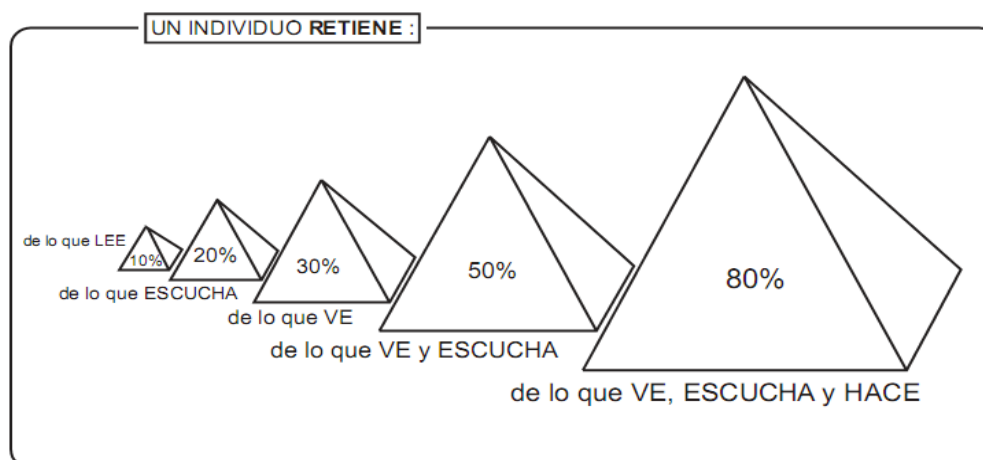 UN INDIVIDUO RETIENE :
de lo que LEE
10%
20%
de lo que ESCUCHA
30%
de lo que VE
50%
de lo que VE y ESCUCHA
80%
de lo que VE, ESCUCHA y HACE